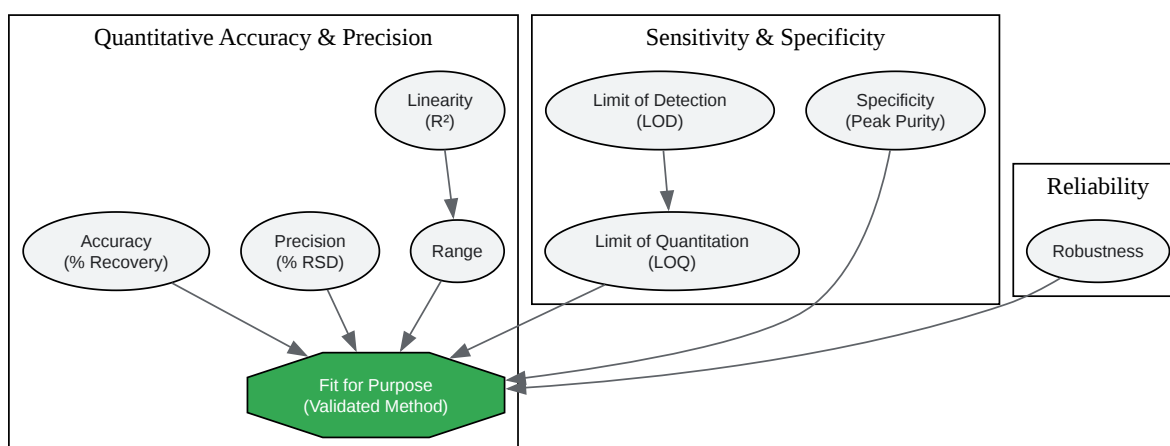 Quantitative Accuracy & Precision
Linearity
(R²)
Accuracy
(% Recovery)
Precision
(% RSD)
Range
Fit for Purpose
(Validated Method)
Sensitivity & Specificity
Limit of Detection
(LOD)
Specificity
(Peak Purity)
Limit of Quantitation
(LOQ)
Reliability
Robustness